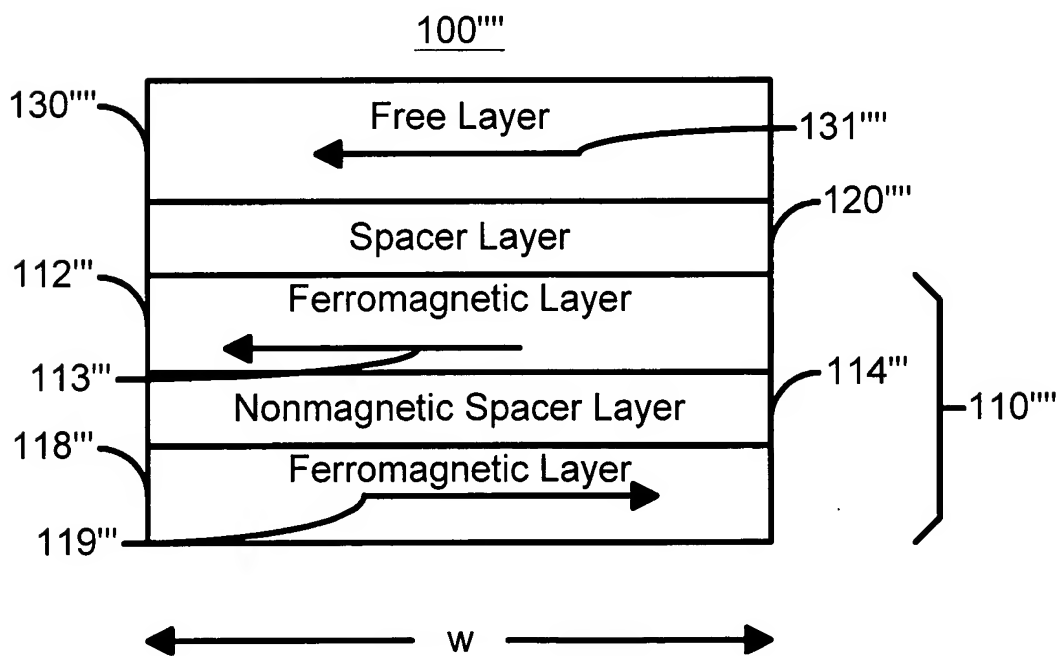 100''''
130''''
Free Layer
131''''
120''''
Spacer Layer
112'''
Ferromagnetic Layer
113'''
114'''
Nonmagnetic Spacer Layer
110''''
118'''
Ferromagnetic Layer
119'''
w